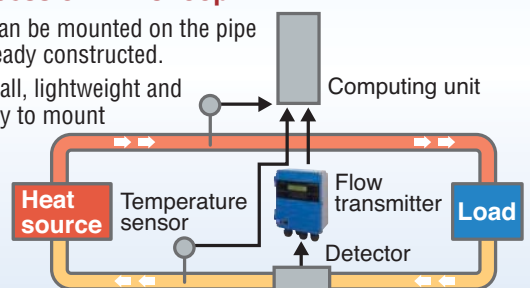 an be mounted on the pipe
eady constructed.
all, lightweight and
y to mount
Computing unit
Heat
source
Temperature
sensor
Flow
transmitter
Load
Detector